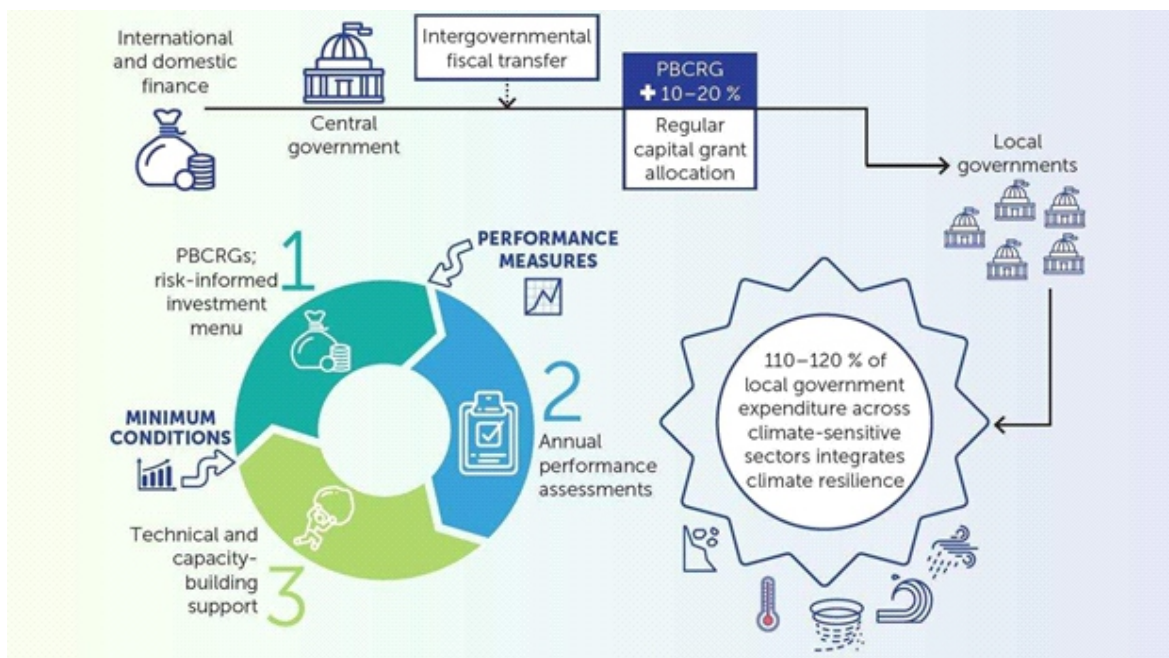 International
and domestic
finance
Central
government
Intergovernmental
fiscal transfer
PBCRG
+ 10–20 %
Regular
capital grant
allocation
Local
governments
1
PBCRGs;
risk-informed
investment
menu
PERFORMANCE
MEASURES
2
Annual
performance
assessments
MINIMUM
CONDITIONS
Technical and
capacity-
building
support
3
110–120 % of
local government
expenditure across
climate-sensitive
sectors integrates
climate resilience